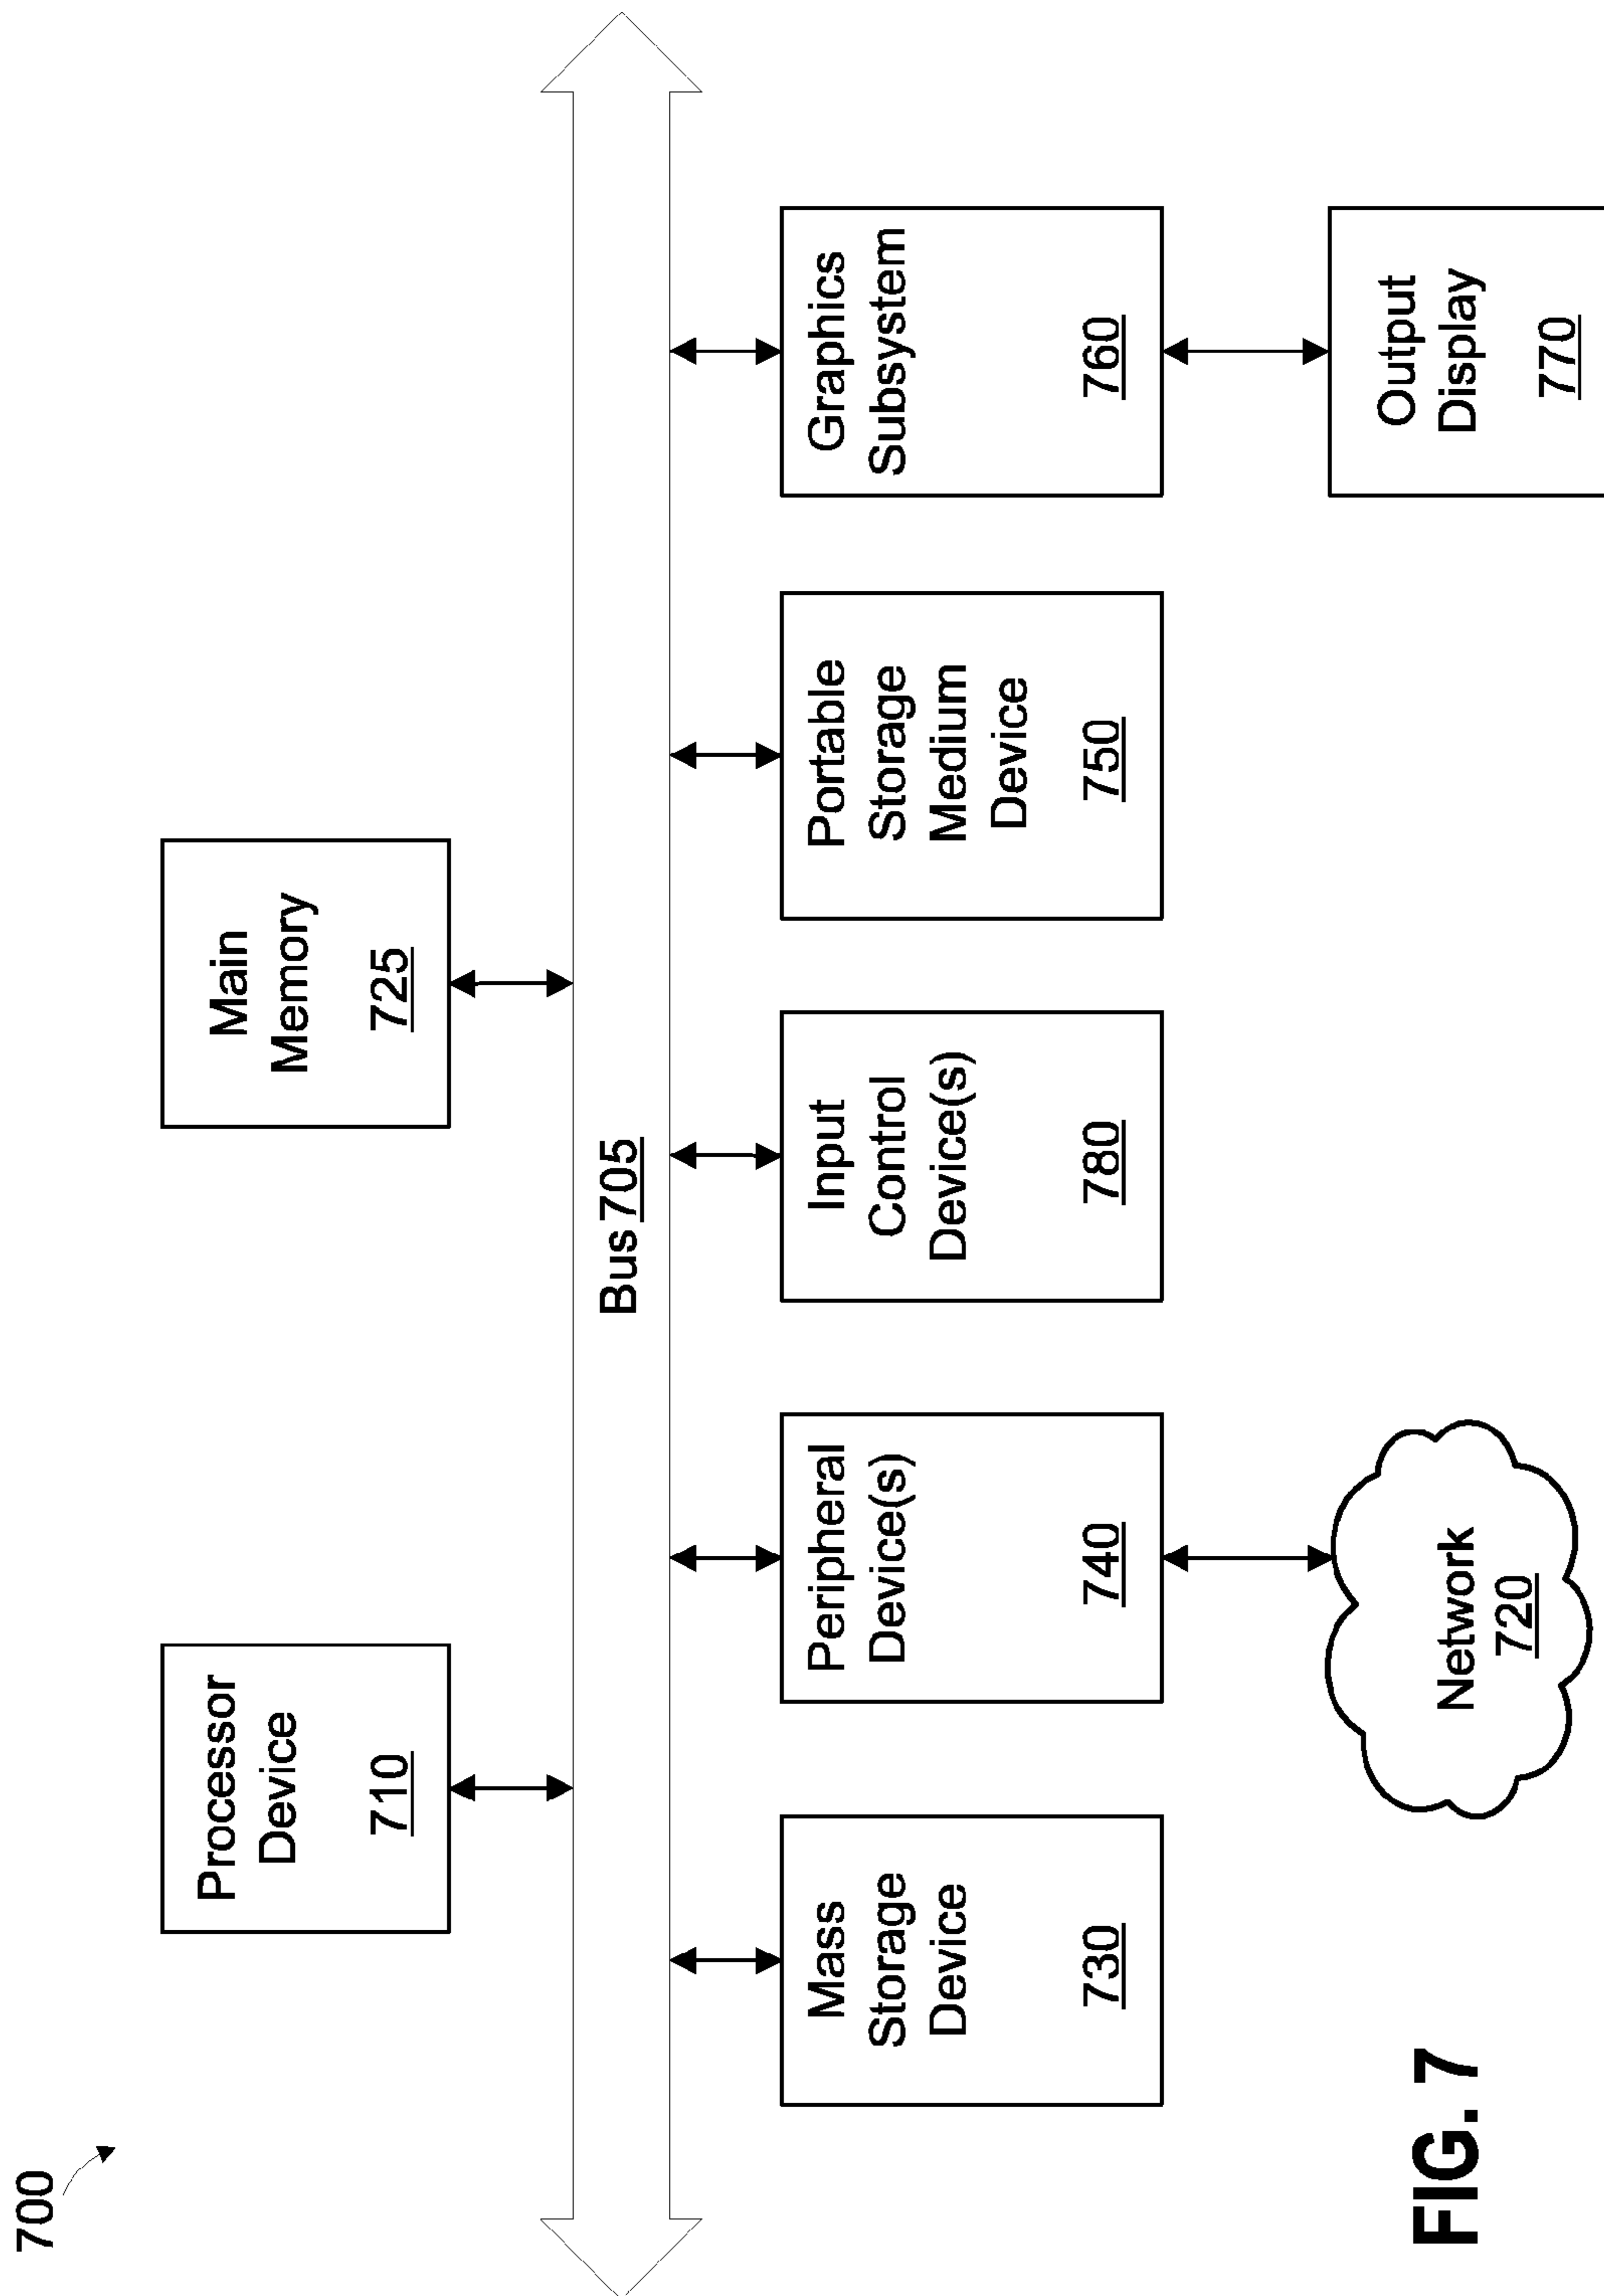 700
Processor
Device
710
Main
Memory
725
Bus 705
Mass
Storage
Device
730
Peripheral
Device(s)
740
Input
Control
Device(s)
780
Portable
Storage
Medium
Device
750
Graphics
Subsystem
760
Network
720
Output
Display
770
FIG. 7